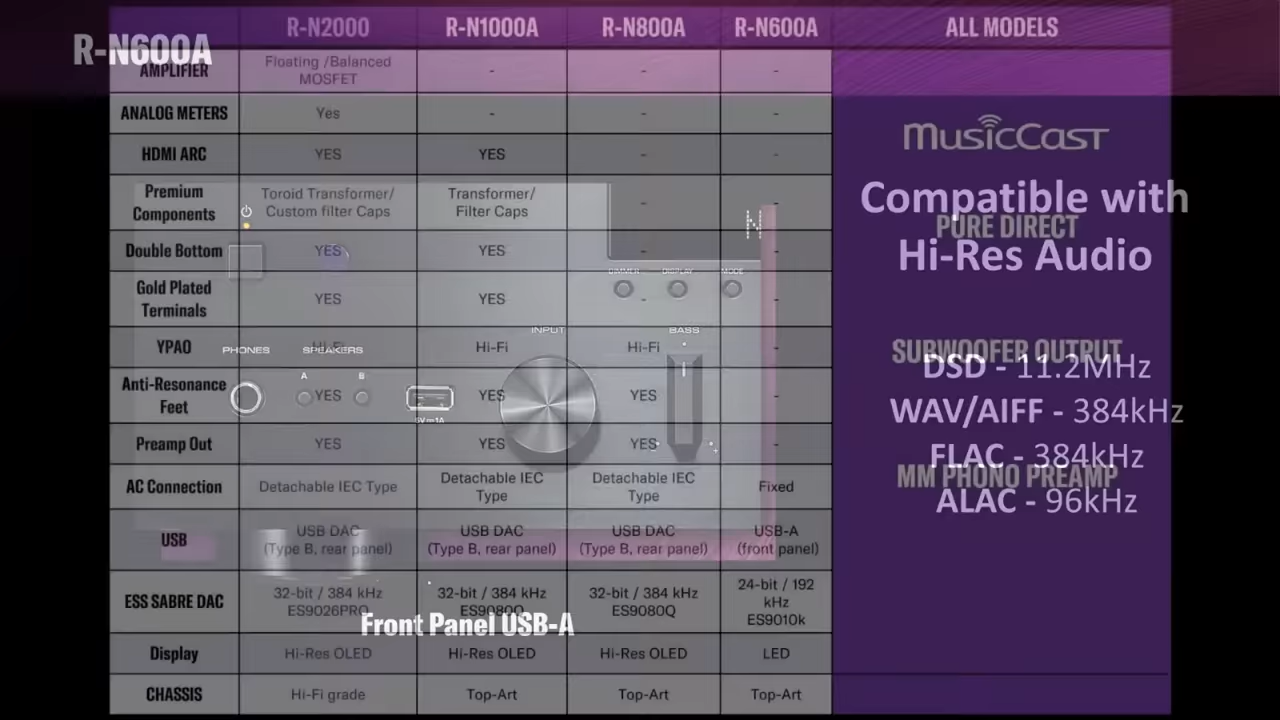 R-N2000 R-N1000A R-N800A R-N600A ALL MODELS
R-N600A
AMPLIFIER Floating /Balanced MOSFET - - -
ANALOG METERS Yes - - -
MusicCast
HDMI ARC YES YES - -
Premium Components Toroid Transformer/ Custom filter Caps Transformer/ Filter Caps - -
Compatible with
PURE DIRECT
Hi-Res Audio
Double Bottom YES YES - -
DIMMER DISPLAY MODE
Gold Plated Terminals YES YES - -
INPUT BASS
YPAO Hi-Fi Hi-Fi Hi-Fi -
PHONES SPEAKERS
A B
SUBWOOFER OUTPUT
DSD - 11.2MHz
Anti-Resonance Feet YES YES YES -
5V⎓1A
WAV/AIFF - 384kHz
Preamp Out YES YES YES -
FLAC - 384kHz
MM PHONO PREAMP
ALAC - 96kHz
AC Connection Detachable IEC Type Detachable IEC Type Detachable IEC Type Fixed
USB USB DAC (Type B, rear panel) USB DAC (Type B, rear panel) USB DAC (Type B, rear panel) USB-A (front panel)
ESS SABRE DAC 32-bit / 384 kHz ES9026PRO 32-bit / 384 kHz ES9080Q 32-bit / 384 kHz ES9080Q 24-bit / 192 kHz ES9010k
Front Panel USB-A
Display Hi-Res OLED Hi-Res OLED Hi-Res OLED LED
CHASSIS Hi-Fi grade Top-Art Top-Art Top-Art